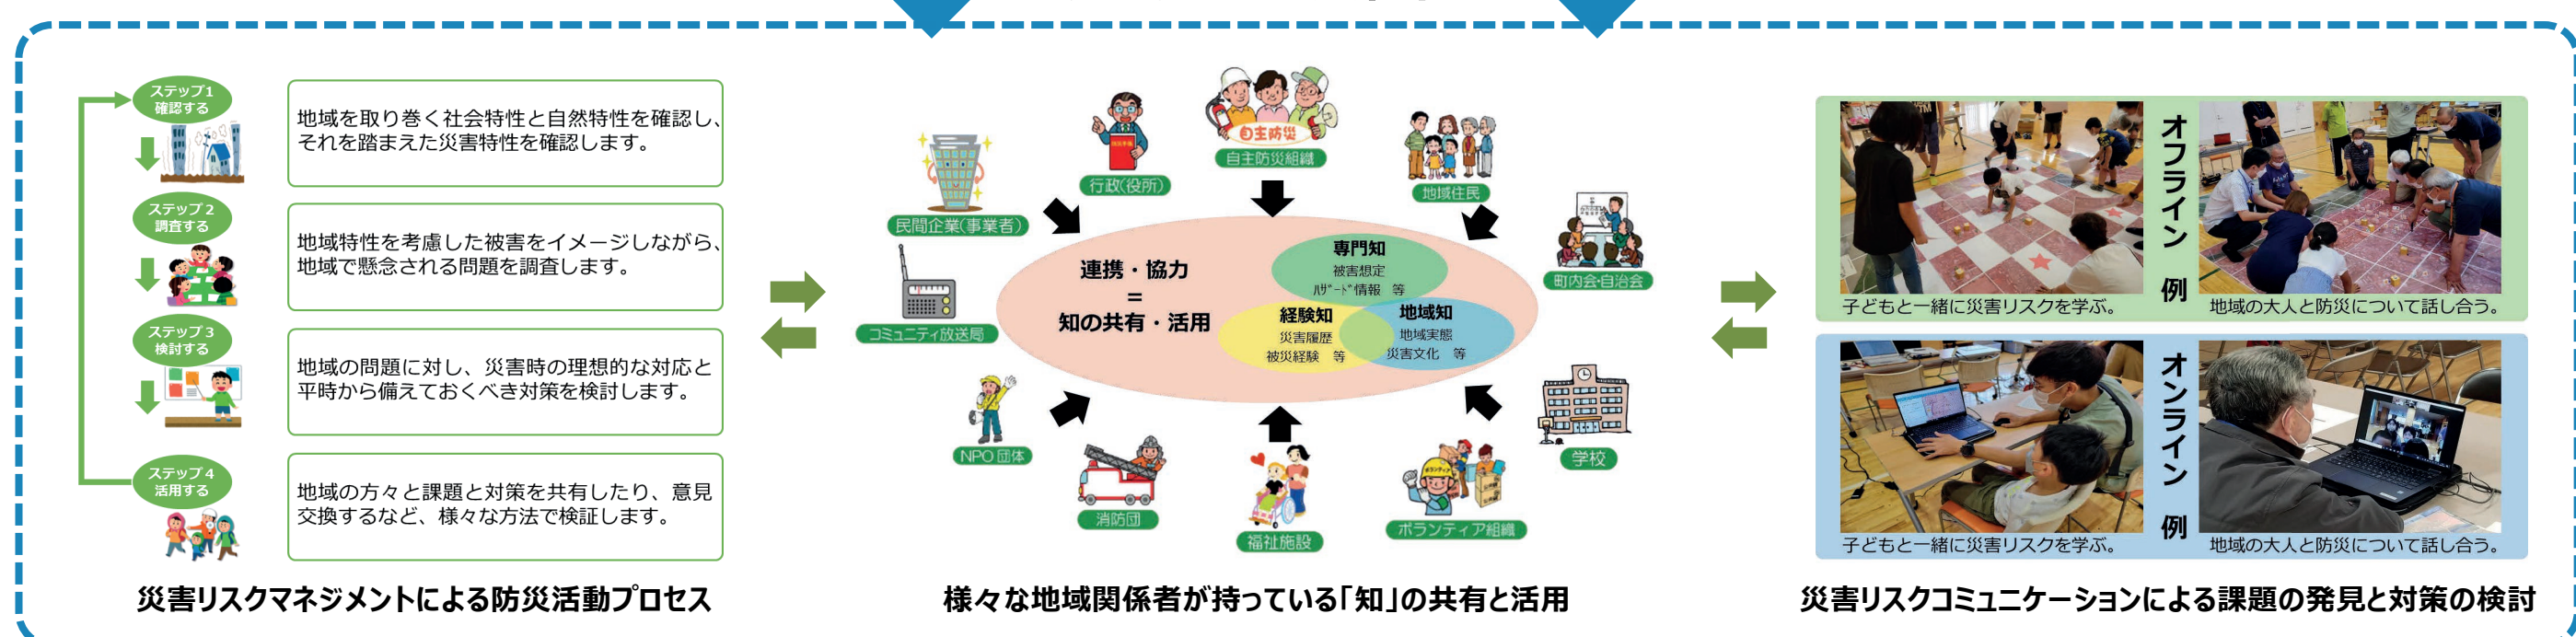 ステップ1
確認する
地域を取り巻く社会特性と自然特性を確認し、
それを踏まえた災害特性を確認します。
ステップ2
調査する
地域特性を考慮した被害をイメージしながら、
地域で懸念される問題を調査します。
ステップ3
検討する
地域の問題に対し、災害時の理想的な対応と
平時から備えておくべき対策を検討します。
ステップ4
活用する
地域の方々と課題と対策を共有したり、意見
交換するなど、様々な方法で検証します。
災害リスクマネジメントによる防災活動プロセス
民間企業(事業者)
行政(役所)
自主防災
自主防災組織
地域住民
町内会・自治会
コミュニティ放送局
連携・協力
＝
知の共有・活用
専門知
被害想定
ﾊｻﾞｰﾄﾞ情報 等
経験知
災害履歴
被災経験 等
地域知
地域実態
災害文化 等
NPO団体
消防団
福祉施設
ボランティア
ボランティア組織
学校
様々な地域関係者が持っている「知」の共有と活用
オフライン 例
子どもと一緒に災害リスクを学ぶ。
地域の大人と防災について話し合う。
オンライン 例
子どもと一緒に災害リスクを学ぶ。
地域の大人と防災について話し合う。
災害リスクコミュニケーションによる課題の発見と対策の検討